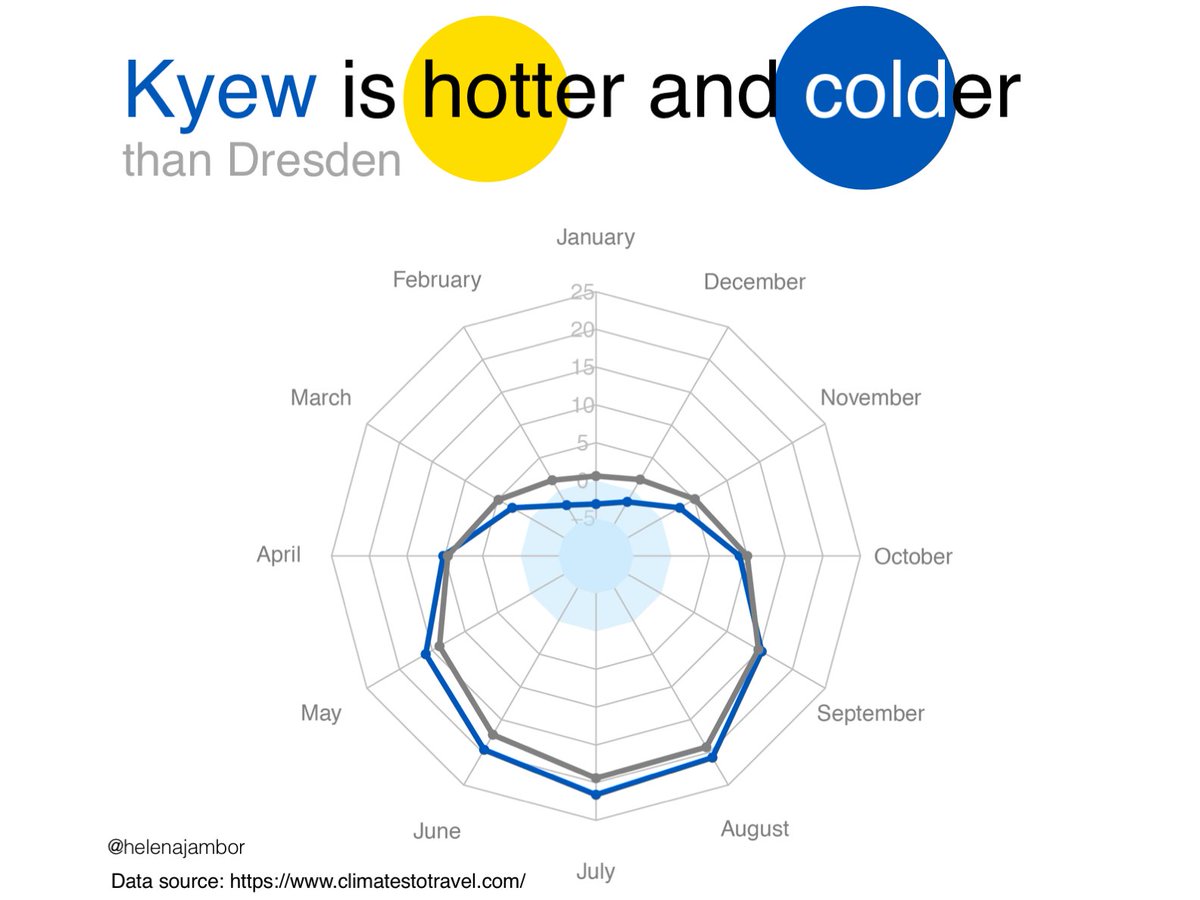 Kyew is hotter and colder
than Dresden
January
February
December
25
20
March
15
November
10
5
0
-5
April
October
May
September
June
August
July
@helenajambor
Data source: https://www.climatestotravel.com/